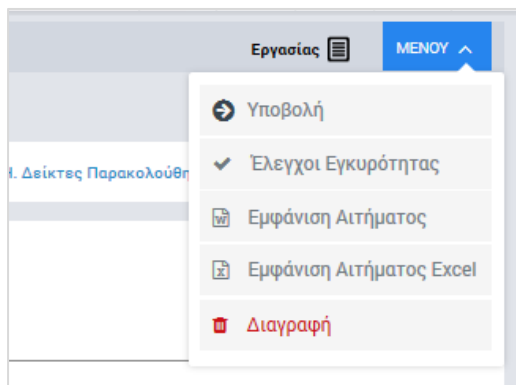 Εργασίας
ΜΕΝΟΥ
Υποβολή
Η. Δείκτες Παρακολούθη
Έλεγχοι Εγκυρότητας
Εμφάνιση Αιτήματος
Εμφάνιση Αιτήματος Excel
Διαγραφή